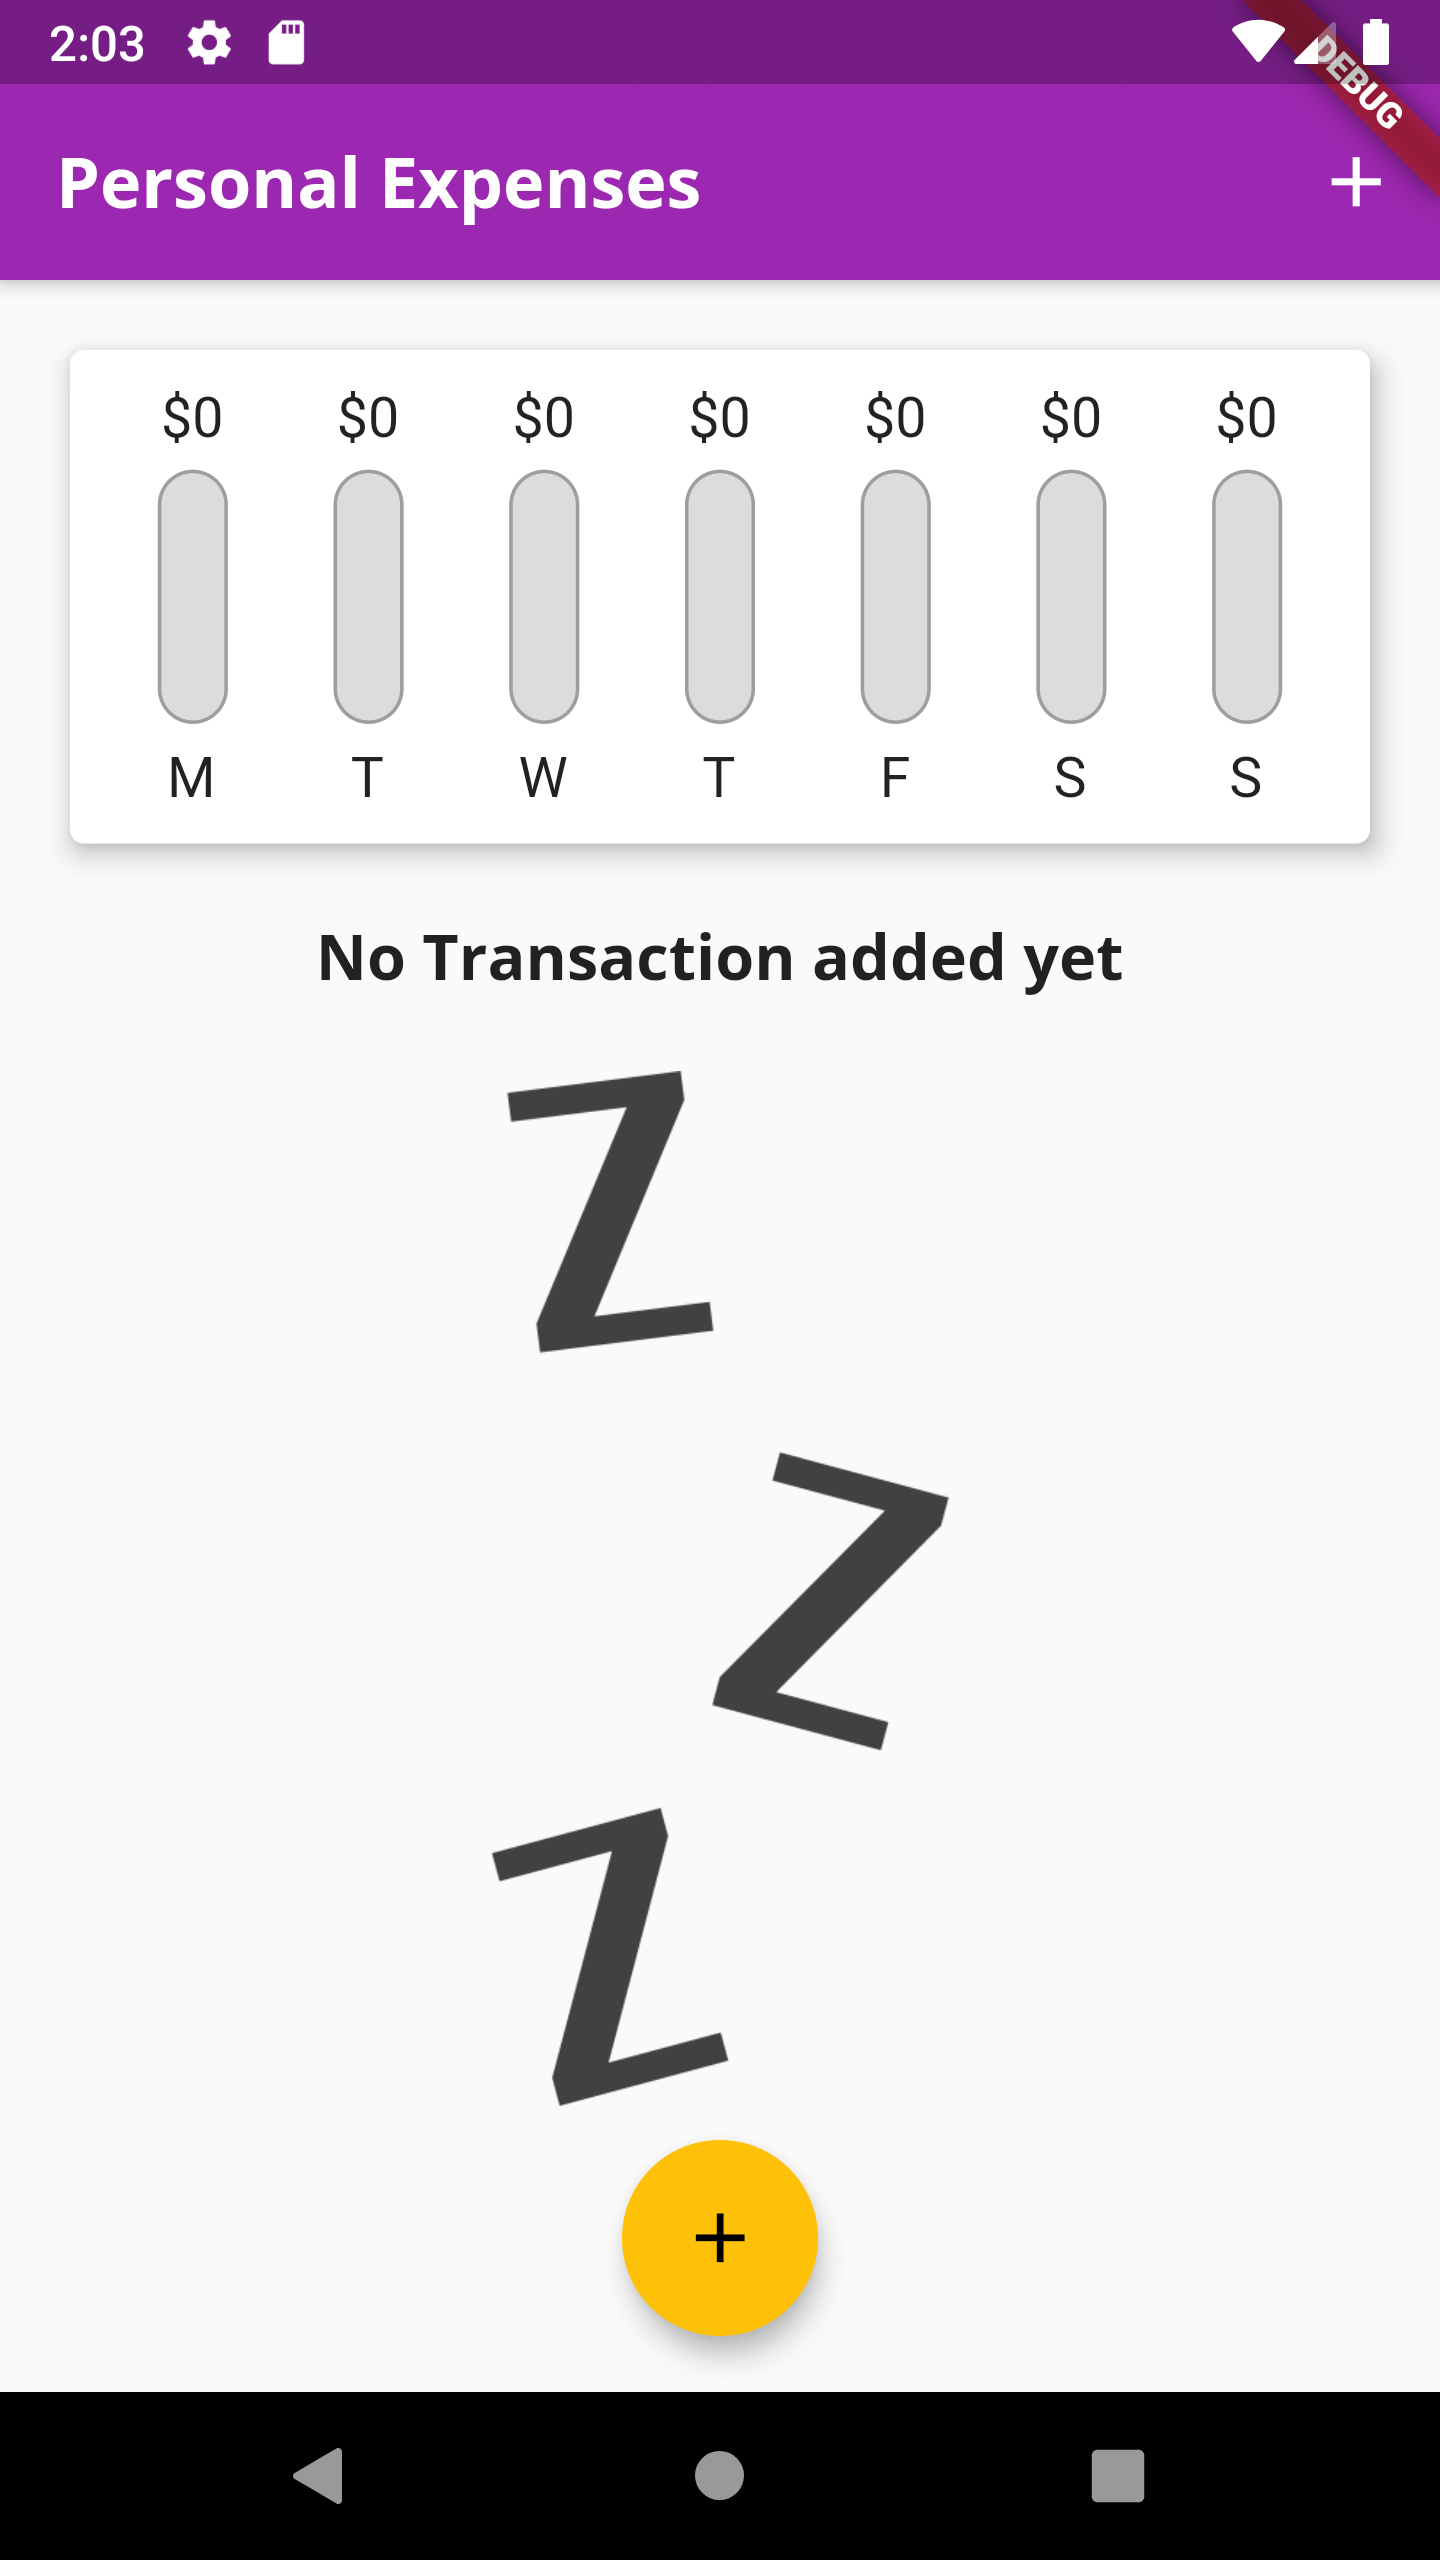 2:03
DEBUG
Personal Expenses
$0 $0 $0 $0 $0 $0 $0
M T W T F S S
No Transaction added yet
Z
Z
Z